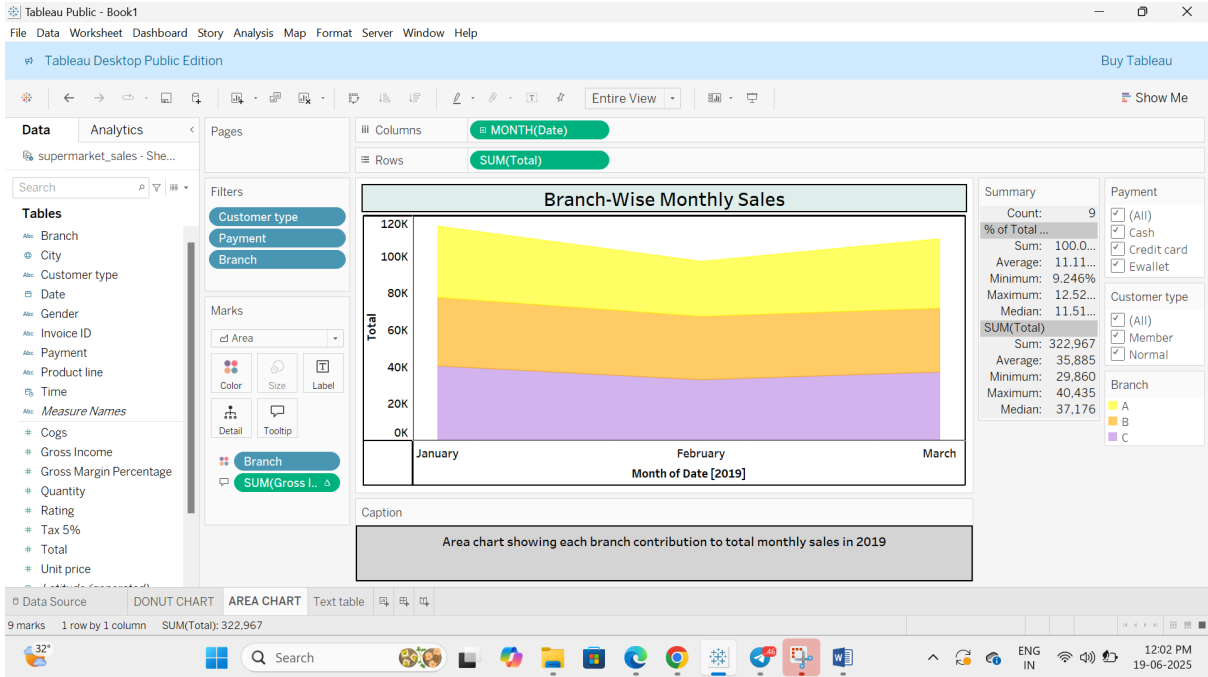 Tableau Public - Book1
File Data Worksheet Dashboard Story Analysis Map Format Server Window Help
Tableau Desktop Public Edition
Buy Tableau
Entire View
Show Me
Data Analytics
supermarket_sales - She...
Search
Tables
Abc Branch
City
Abc Customer type
Date
Abc Gender
Abc Invoice ID
Abc Payment
Abc Product line
Time
Abc Measure Names
# Cogs
# Gross Income
# Gross Margin Percentage
# Quantity
# Rating
# Tax 5%
# Total
# Unit price
Pages
Filters
Customer type
Payment
Branch
Marks
Area
Color
Size
Label
Detail
Tooltip
Branch
SUM(Gross I.. Δ
Columns
MONTH(Date)
Rows
SUM(Total)
Branch-Wise Monthly Sales
120K
100K
80K
60K
40K
20K
0K
Total
January February March
Month of Date [2019]
Caption
Area chart showing each branch contribution to total monthly sales in 2019
Summary
Count: 9
% of Total ...
Sum: 100.0...
Average: 11.11...
Minimum: 9.246%
Maximum: 12.52...
Median: 11.51...
SUM(Total)
Sum: 322,967
Average: 35,885
Minimum: 29,860
Maximum: 40,435
Median: 37,176
Payment
(All)
Cash
Credit card
Ewallet
Customer type
(All)
Member
Normal
Branch
A
B
C
Data Source DONUT CHART AREA CHART Text table
9 marks 1 row by 1 column SUM(Total): 322,967
32°
Search
46
ENG
IN
12:02 PM
19-06-2025